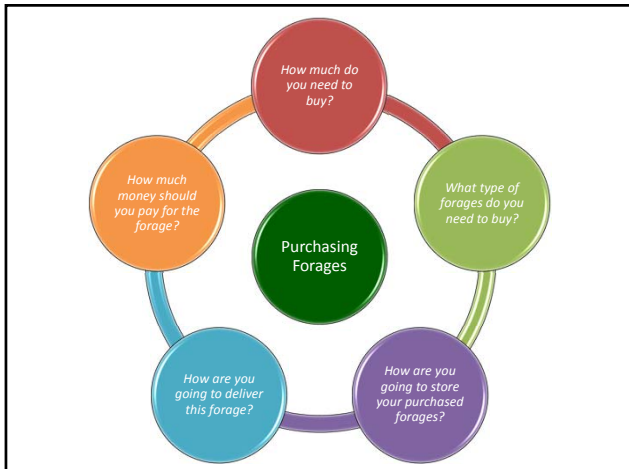 How much do
you need to
buy?
What type of
forages do you
need to buy?
How are you
going to store
your purchased
forages?
How are you
going to deliver
this forage?
How much
money should
you pay for the
forage?
Purchasing
Forages